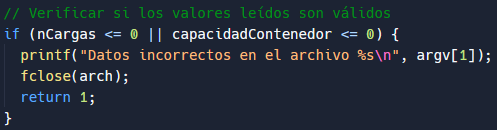 // Verificar si los valores leídos son válidos
if (nCargas <= 0 || capacidadContenedor <= 0) {
  printf("Datos incorrectos en el archivo %s\n", argv[1]);
  fclose(arch);
  return 1;
}